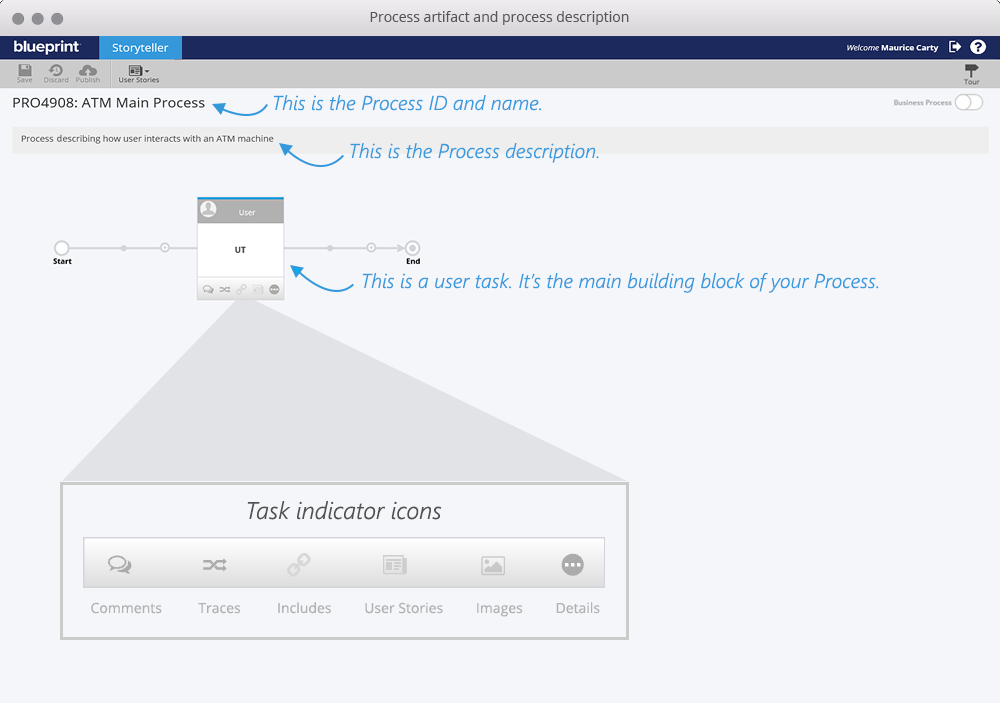 Process artifact and process description
blueprint Storyteller Welcome Maurice Carty ?
Save Discard Publish User Stories Tour
PRO4908: ATM Main Process This is the Process ID and name. Business Process
Process describing how user interacts with an ATM machine
This is the Process description.
User
UT
Start End
This is a user task. It's the main building block of your Process.
Task indicator icons
Comments Traces Includes User Stories Images Details